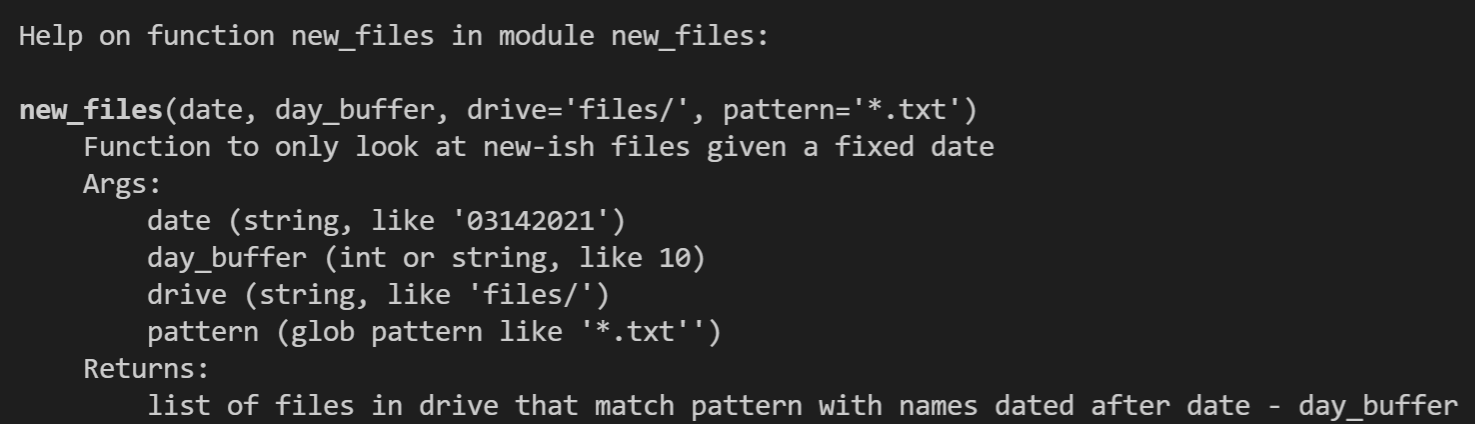 Help on function new_files in module new_files:
new_files(date, day_buffer, drive='files/', pattern='*.txt')
Function to only look at new-ish files given a fixed date
Args:
date (string, like '03142021')
day_buffer (int or string, like 10)
drive (string, like 'files/')
pattern (glob pattern like '*.txt'')
Returns:
list of files in drive that match pattern with names dated after date - day_buffer